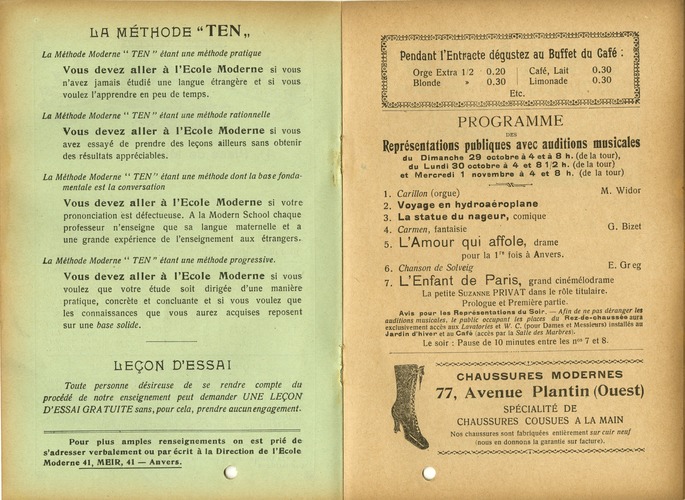 LA MÉTHODE "TEN„
La Méthode Moderne " TEN " étant une méthode pratique
Vous devez aller à l'Ecole Moderne si vous
n'avez jamais étudié une langue étrangère et si vous
voulez l'apprendre en peu de temps.
La Méthode Moderne " TEN " étant une méthode rationnelle
Vous devez aller à l'Ecole Moderne si vous
avez essayé de prendre des leçons ailleurs sans obtenir
des résultats appréciables.
La Méthode Moderne " TEN " étant une méthode dont la base fonda-
mentale est la conversation
Vous devez aller à l'Ecole Moderne si votre
prononciation est défectueuse. A la Modern School chaque
professeur n'enseigne que sa langue maternelle et a
une grande expérience de l'enseignement aux étrangers.
La Méthode Moderne " TEN " étant une méthode progressive.
Vous devez aller à l'Ecole Moderne si vous
voulez que votre étude soit dirigée d'une manière
pratique, concrète et concluante et si vous voulez que
les connaissances que vous aurez acquises reposent
sur une base solide.
LEÇON D'ESSAI
Toute personne désireuse de se rendre compte du
procédé de notre enseignement peut demander UNE LEÇON
D'ESSAI GRATUITE sans, pour cela, prendre aucun engagement.
Pour plus amples renseignements on est prié de
s'adresser verbalement ou par écrit à la Direction de l'Ecole
Moderne 41, MEIR, 41 — Anvers.
Pendant l'Entracte dégustez au Buffet du Café :
Orge Extra 1/2 0.20 Café, Lait 0.30
Blonde » 0.30 Limonade 0.30
Etc.
PROGRAMME
DES
Représentations publiques avec auditions musicales
du Dimanche 29 octobre à 4 et à 8 h. (de la tour),
du Lundi 30 octobre à 4 et 8 1/2 h. (de la tour)
et Mercredi 1 novembre à 4 et 8 h. (de la tour)
1. Carillon (orgue) M. Widor
2. Voyage en hydroaéroplane
3. La statue du nageur, comique
4. Carmen, fantaisie G. Bizet
5. L'Amour qui affole, drame
pour la 1re fois à Anvers.
6. Chanson de Solveig E. Greg
7. L'Enfant de Paris, grand cinémélodrame
La petite SUZANNE PRIVAT dans le rôle titulaire.
Prologue et Première partie.
Avis pour les Représentations du Soir. — Afin de ne pas déranger les
auditions musicales, le public occupant les places du Rez-de-chaussée aura
exclusivement accès aux Lavatories et W. C. (pour Dames et Messieurs) installés au
Jardin d'hiver et au Café (accès par la Salle des Marbres).
Le soir : Pause de 10 minutes entre les nos 7 et 8.
CHAUSSURES MODERNES
77, Avenue Plantin (Ouest)
SPÉCIALITÉ DE
CHAUSSURES COUSUES A LA MAIN
Nos chaussures sont fabriquées entièrement sur cuir neuf
(nous en donnons la garantie sur facture).